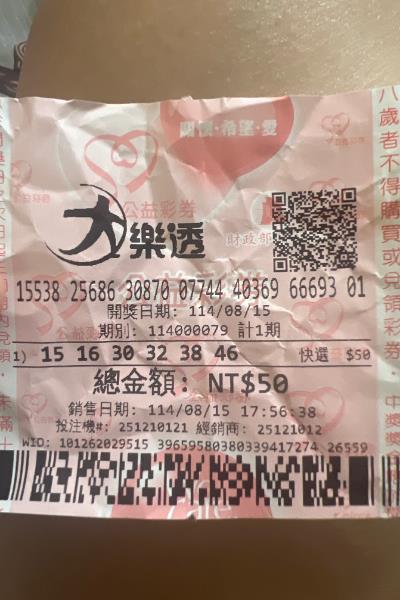 關懷·希望·愛
公益彩券
財政部
大樂透
15538 25686 30870 07744 40369 66693 01
開獎日期: 114/08/15
期別: 114000079 計1期
1) 15 16 30 32 38 46 快選 $50
總金額: NT$50
銷售日期: 114/08/15 17:56:38
投注機#: 251210121 經銷商: 25121012
WID: 101262029515 39659580380339417274 26559
八歲者不得購買或兌領彩券。中獎獎